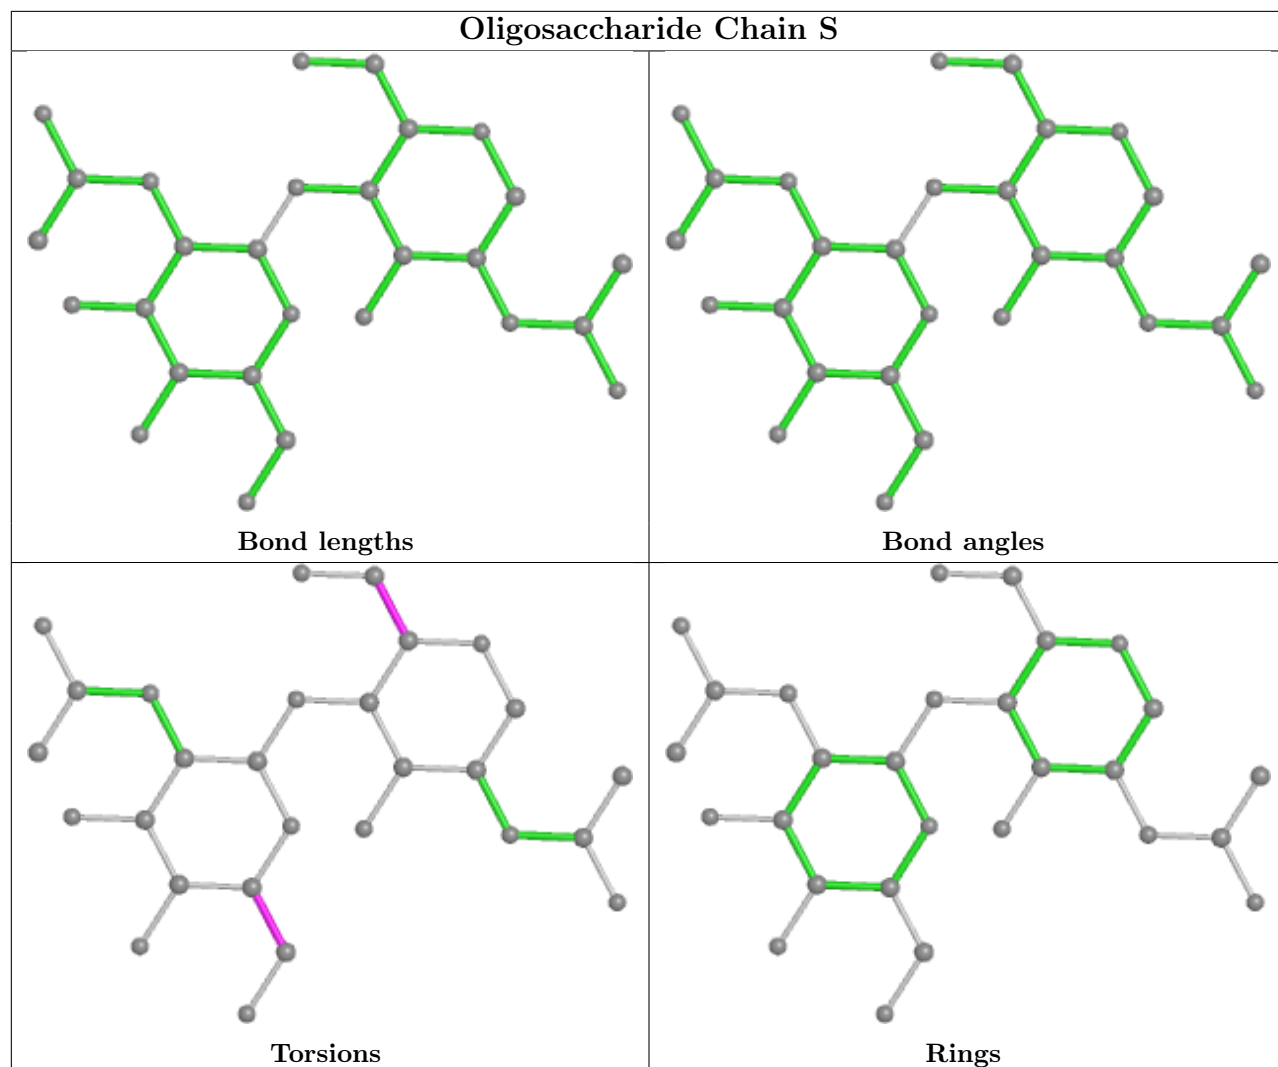 Oligosaccharide Chain S
Bond lengths
Bond angles
Torsions
Rings